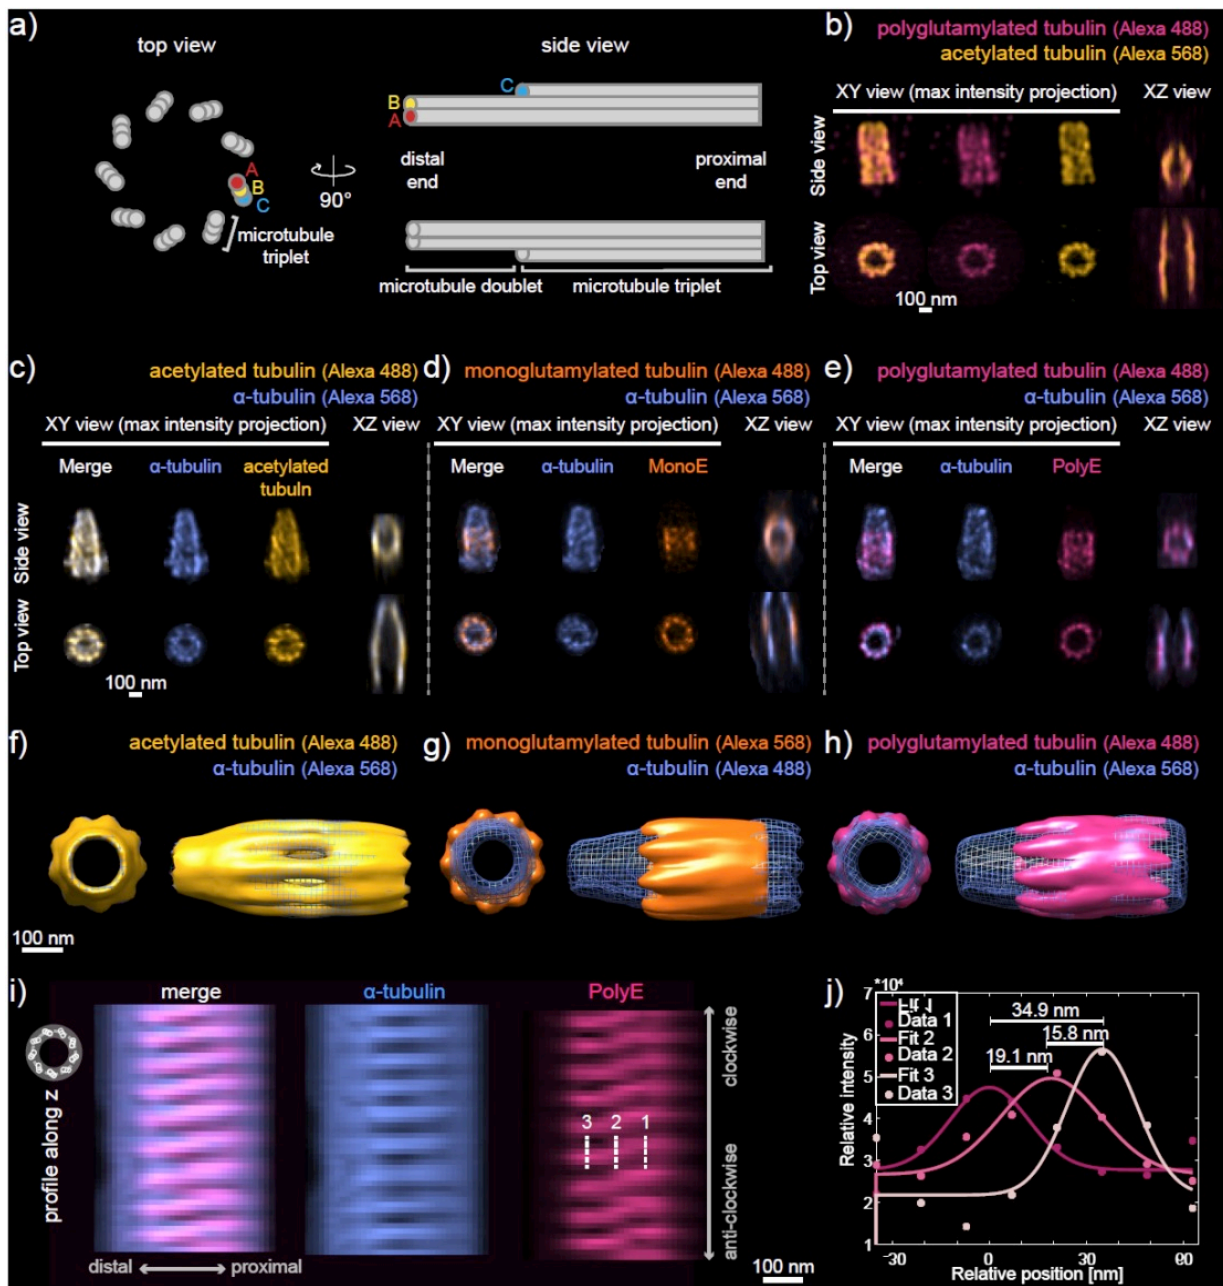 a)
top view
side view
A
B
C
90°
microtubule
triplet
C
B
A
distal
end
proximal
end
microtubule doublet
microtubule triplet
b)
polyglutamylated tubulin (Alexa 488)
acetylated tubulin (Alexa 568)
XY view (max intensity projection)
XZ view
Side view
Top view
100 nm
c)
acetylated tubulin (Alexa 488)
α-tubulin (Alexa 568)
XY view (max intensity projection)
XZ view
Merge
α-tubulin
acetylated
tubuln
Side view
Top view
100 nm
d)
monoglutamylated tubulin (Alexa 488)
α-tubulin (Alexa 568)
XY view (max intensity projection)
XZ view
Merge
α-tubulin
MonoE
e)
polyglutamylated tubulin (Alexa 488)
α-tubulin (Alexa 568)
XY view (max intensity projection)
XZ view
Merge
α-tubulin
PolyE
f)
acetylated tubulin (Alexa 488)
α-tubulin (Alexa 568)
100 nm
g)
monoglutamylated tubulin (Alexa 568)
α-tubulin (Alexa 488)
h)
polyglutamylated tubulin (Alexa 488)
α-tubulin (Alexa 568)
i)
merge
α-tubulin
PolyE
profile along z
3 2 1
clockwise
anti-clockwise
distal
proximal
100 nm
j)
*10⁴
7
6
5
4
3
2
1
Relative intensity
Fit 1
Data 1
Fit 2
Data 2
Fit 3
Data 3
34.9 nm
15.8 nm
19.1 nm
-30
0
30
60
Relative position [nm]